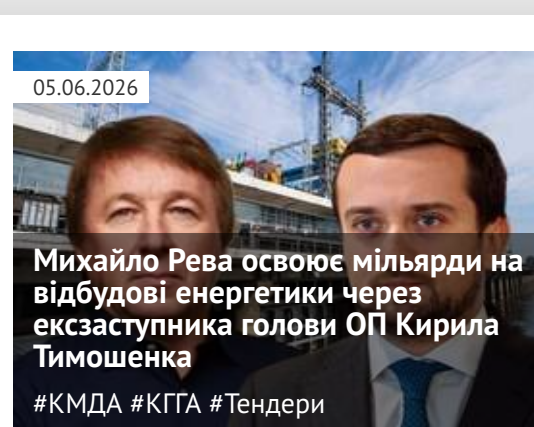 05.06.2026
Михайло Рева освоює мільярди на
відбудові енергетики через
ексзаступника голови ОП Кирила
Тимошенка
#КМДА #КГГА #Тендери